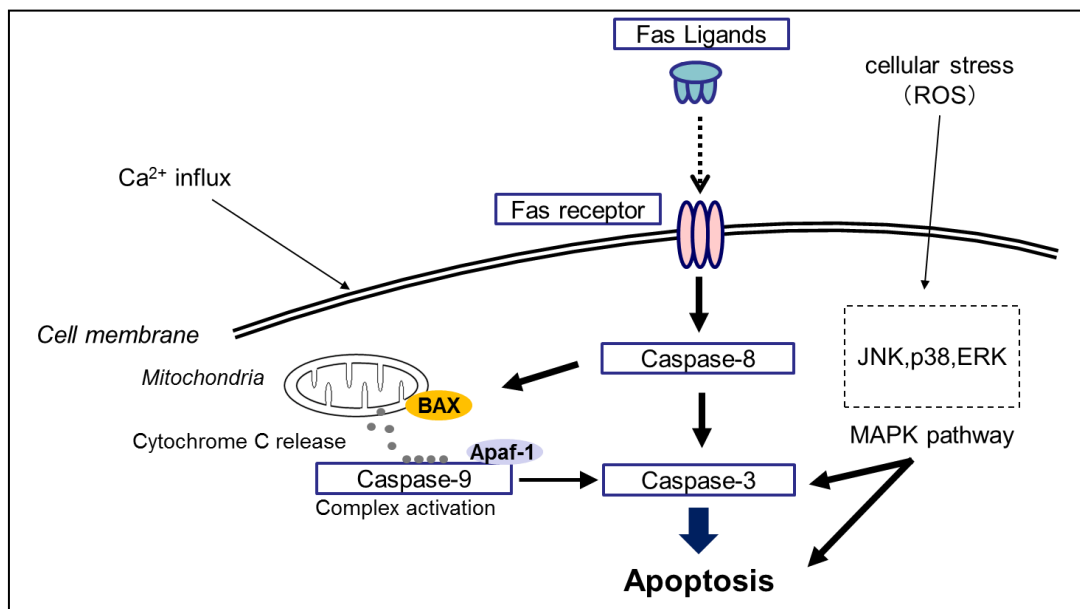 Fas Ligands
cellular stress
（ROS）
Ca²⁺ influx
Fas receptor
Cell membrane
Caspase-8
JNK,p38,ERK
Mitochondria
BAX
MAPK pathway
Cytochrome C release
Apaf-1
Caspase-9
Caspase-3
Complex activation
Apoptosis